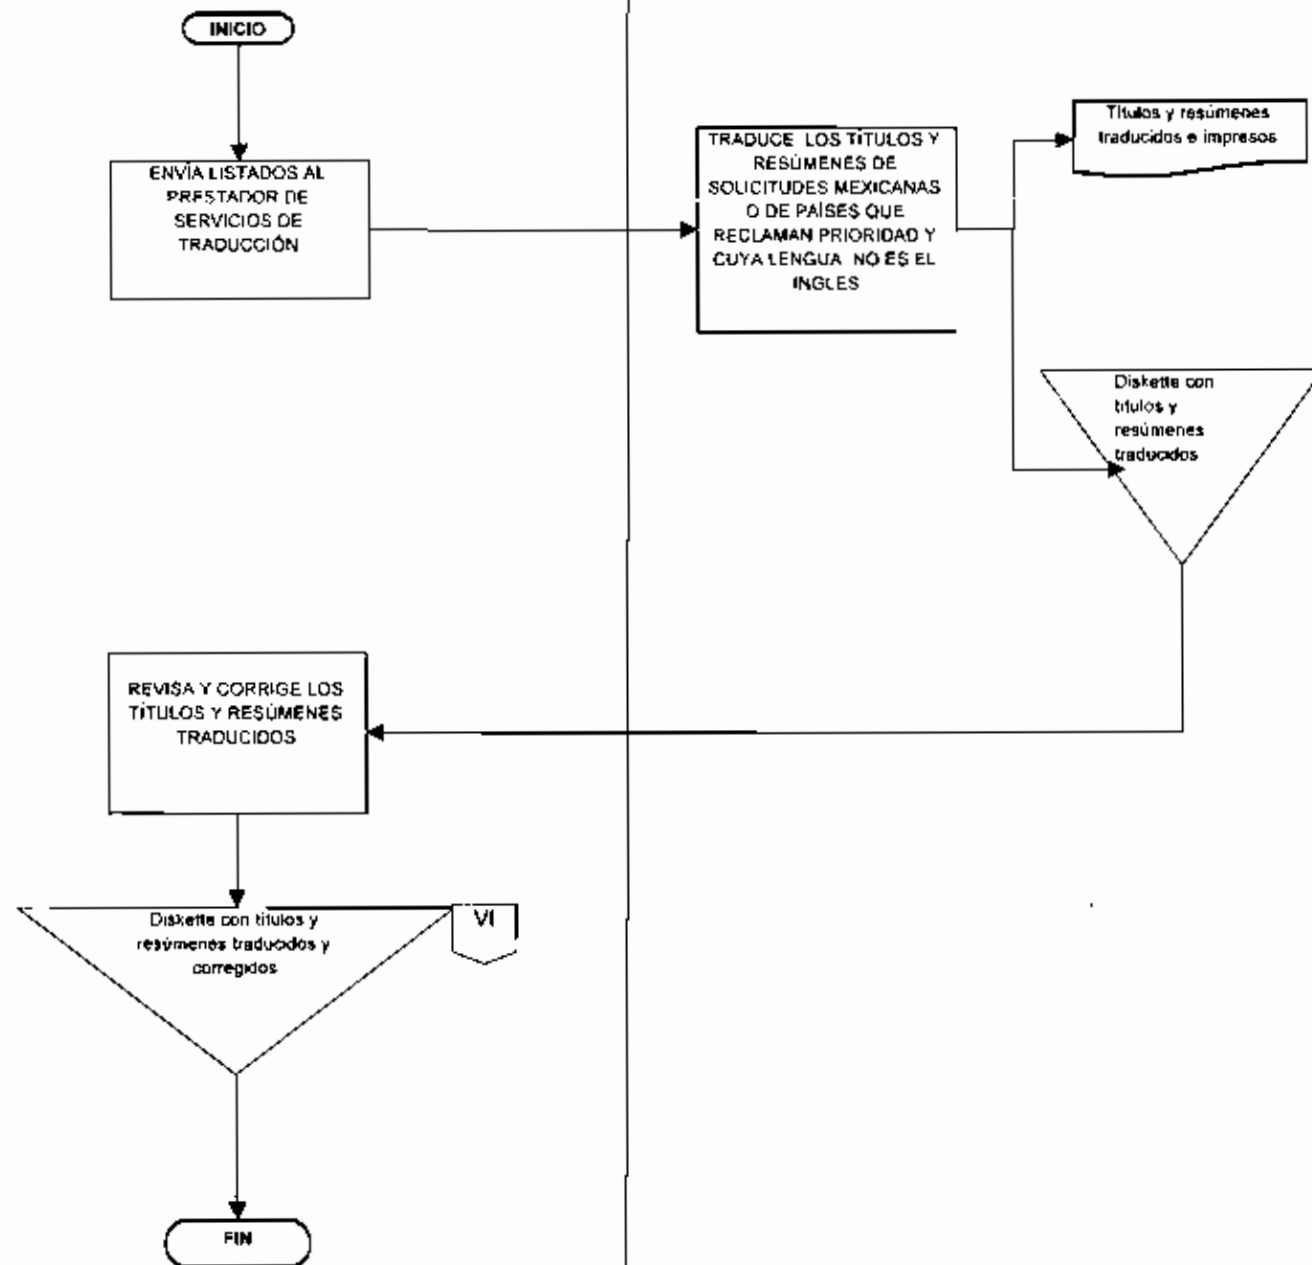 INICIO
ENVÍA LISTADOS AL
PRESTADOR DE
SERVICIOS DE
TRADUCCIÓN
TRADUCE LOS TÍTULOS Y
RESÚMENES DE
SOLICITUDES MEXICANAS
O DE PAÍSES QUE
RECLAMAN PRIORIDAD Y
CUYA LENGUA NO ES EL
INGLES
Títulos y resúmenes
traducidos e impresos
Diskette con
títulos y
resúmenes
traducidos
REVISA Y CORRIGE LOS
TÍTULOS Y RESÚMENES
TRADUCIDOS
Diskette con títulos y
resúmenes traducidos y
corregidos
VI
FIN